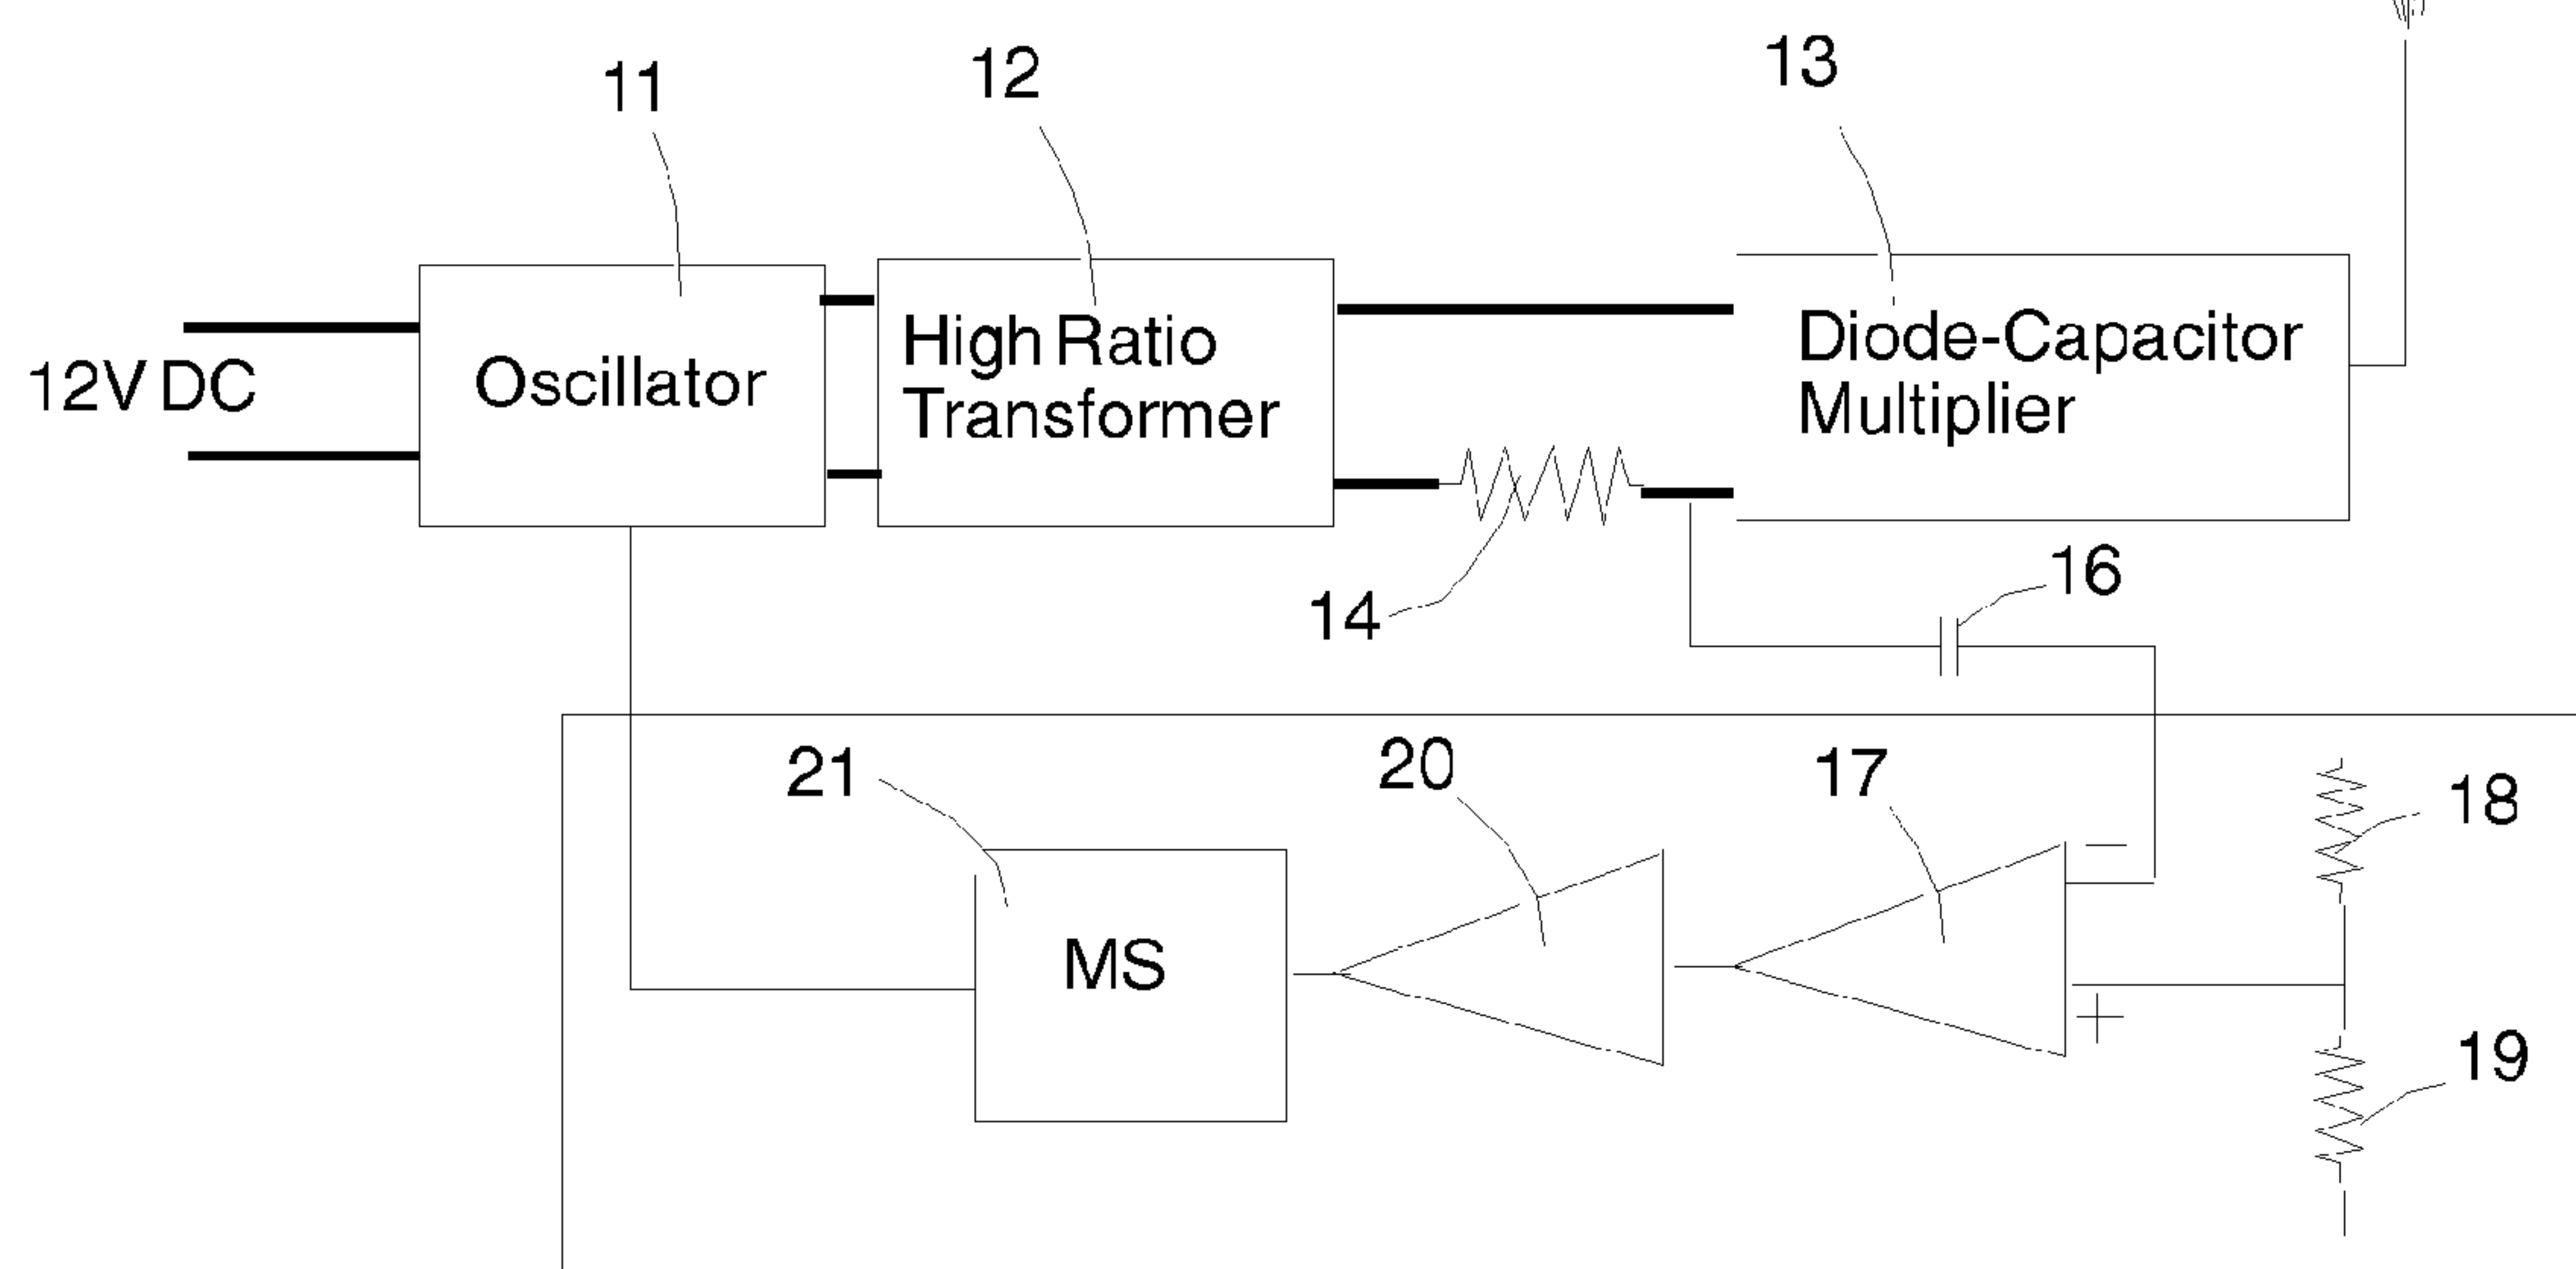 11
12
13
12V DC
Oscillator
High Ratio
Transformer
Diode-Capacitor
Multiplier
14
16
21
20
17
18
−
MS
+
19